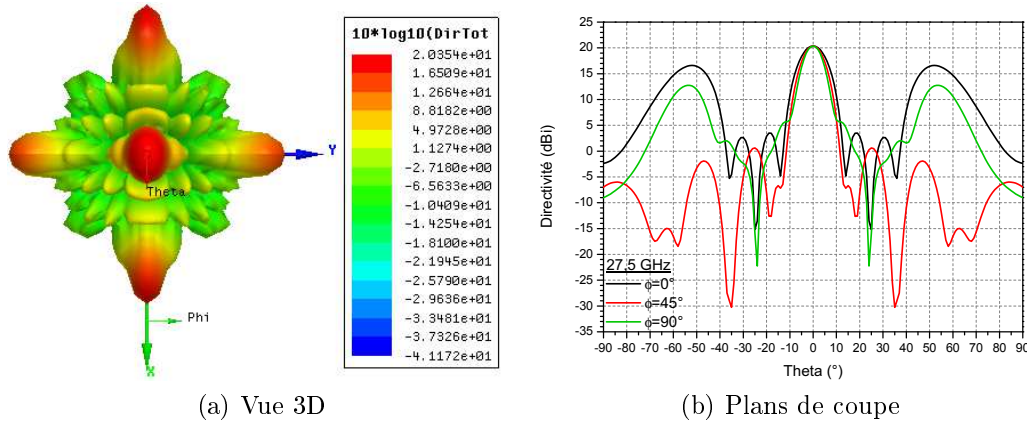 10*log10(DirTot
2.0354e+01
1.6509e+01
1.2664e+01
8.8182e+00
4.9728e+00
1.1274e+00
-2.7180e+00
-6.5633e+00
-1.0409e+01
-1.4254e+01
-1.8100e+01
-2.1945e+01
-2.5790e+01
-2.9636e+01
-3.3481e+01
-3.7326e+01
-4.1172e+01
Y
Theta
Phi
X
(a) Vue 3D
Directivité (dBi)
25
20
15
10
5
0
-5
-10
-15
-20
-25
-30
-35
27,5 GHz
ϕ=0°
ϕ=45°
ϕ=90°
-90 -80 -70 -60 -50 -40 -30 -20 -10 0 10 20 30 40 50 60 70 80 90
Theta (°)
(b) Plans de coupe